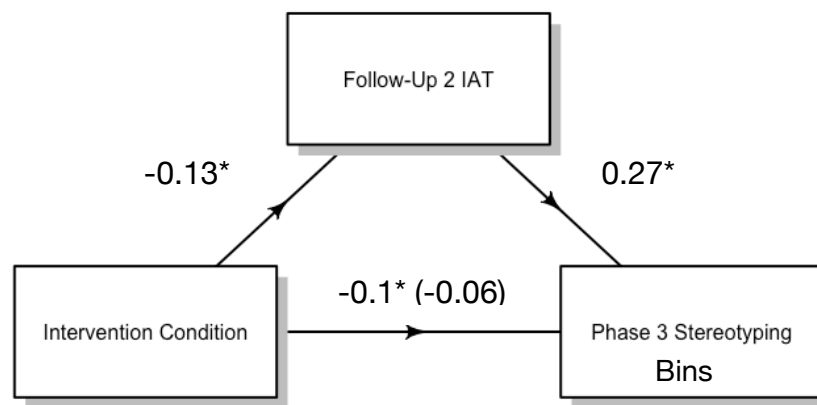 Follow-Up 2 IAT
-0.13*
0.27*
-0.1* (-0.06)
Intervention Condition
Phase 3 Stereotyping
Bins